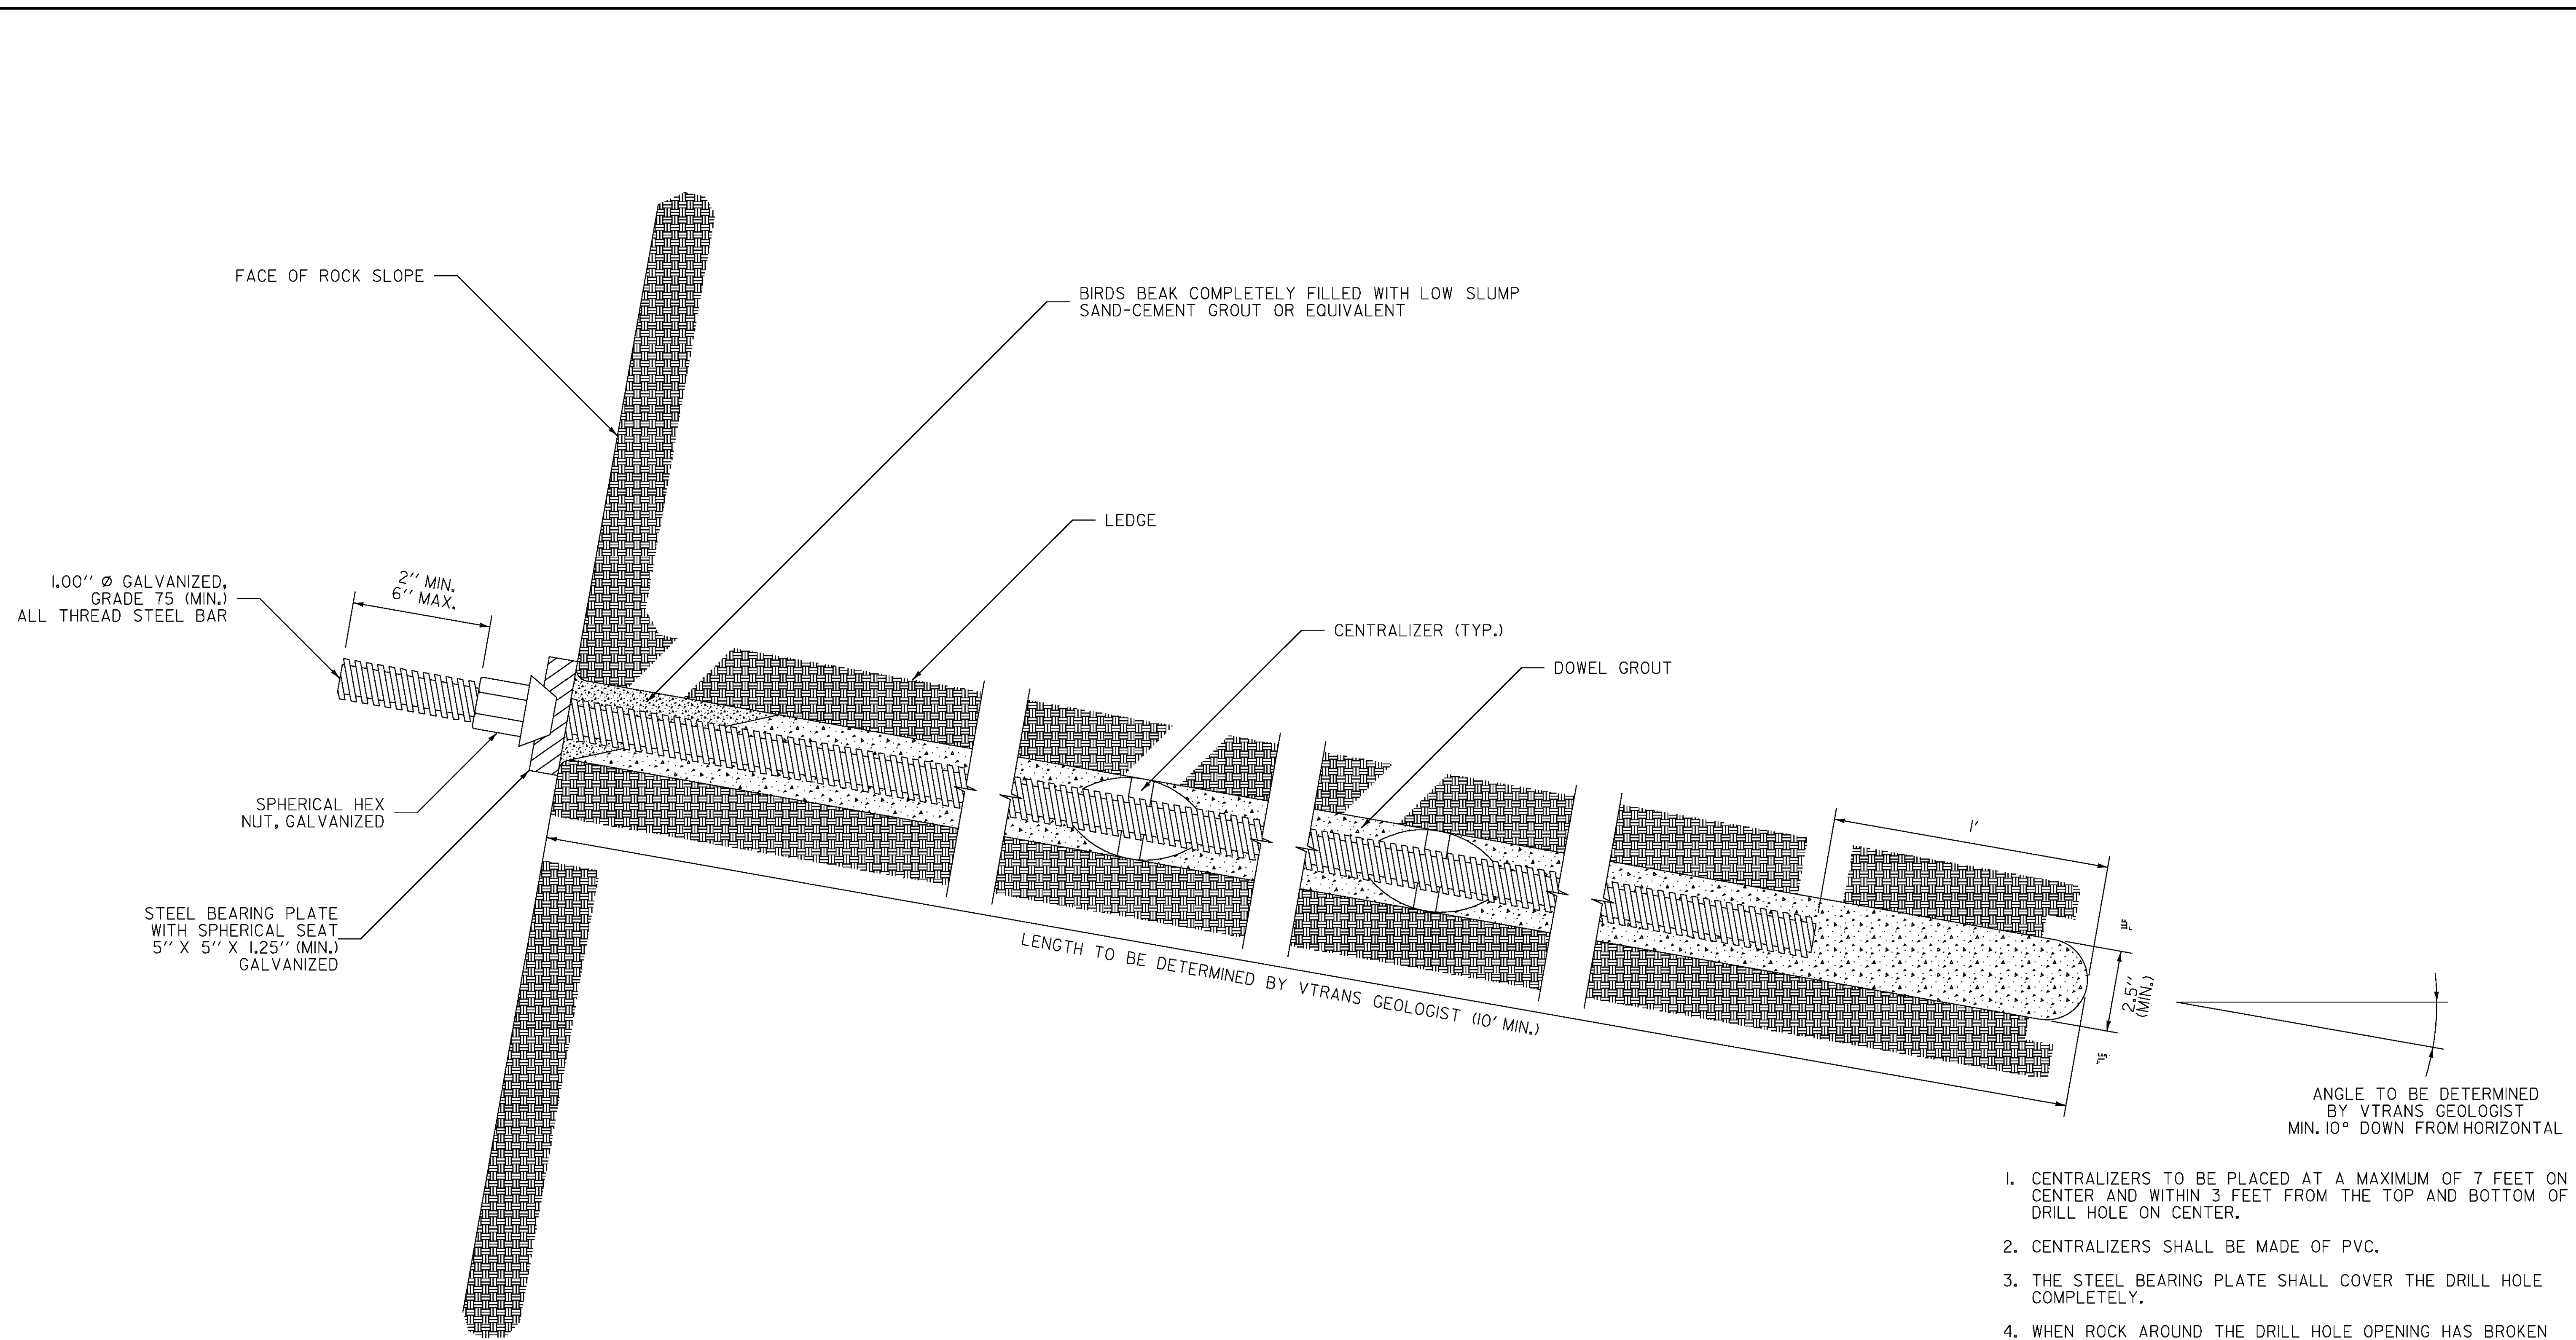 FACE OF ROCK SLOPE
BIRDS BEAK COMPLETELY FILLED WITH LOW SLUMP
SAND-CEMENT GROUT OR EQUIVALENT
LEDGE
1.00'' Ø GALVANIZED,
GRADE 75 (MIN.)
ALL THREAD STEEL BAR
2'' MIN.
6'' MAX.
CENTRALIZER (TYP.)
DOWEL GROUT
SPHERICAL HEX
NUT, GALVANIZED
STEEL BEARING PLATE
WITH SPHERICAL SEAT
5'' X 5'' X 1.25'' (MIN.)
GALVANIZED
1'
LENGTH TO BE DETERMINED BY VTRANS GEOLOGIST (10' MIN.)
2.5''
(MIN.)
ANGLE TO BE DETERMINED
BY VTRANS GEOLOGIST
MIN. 10° DOWN FROM HORIZONTAL
1. CENTRALIZERS TO BE PLACED AT A MAXIMUM OF 7 FEET ON
CENTER AND WITHIN 3 FEET FROM THE TOP AND BOTTOM OF
DRILL HOLE ON CENTER.
2. CENTRALIZERS SHALL BE MADE OF PVC.
3. THE STEEL BEARING PLATE SHALL COVER THE DRILL HOLE
COMPLETELY.
4. WHEN ROCK AROUND THE DRILL HOLE OPENING HAS BROKEN